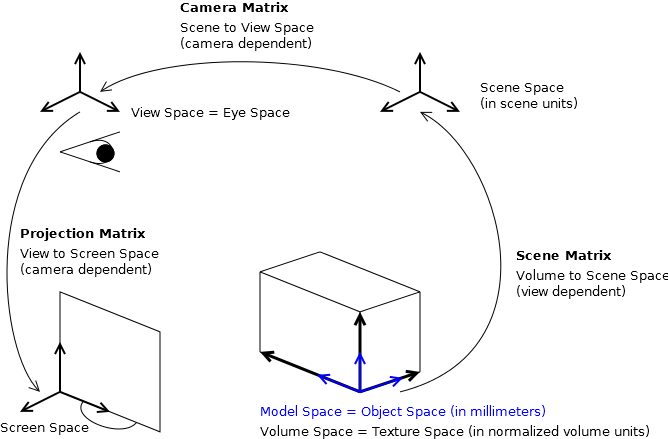 Camera Matrix
Scene to View Space
(camera dependent)
Scene Space
(in scene units)
View Space = Eye Space
Projection Matrix
View to Screen Space
(camera dependent)
Scene Matrix
Volume to Scene Space
(view dependent)
Model Space = Object Space (in millimeters)
Screen Space
Volume Space = Texture Space (in normalized volume units)